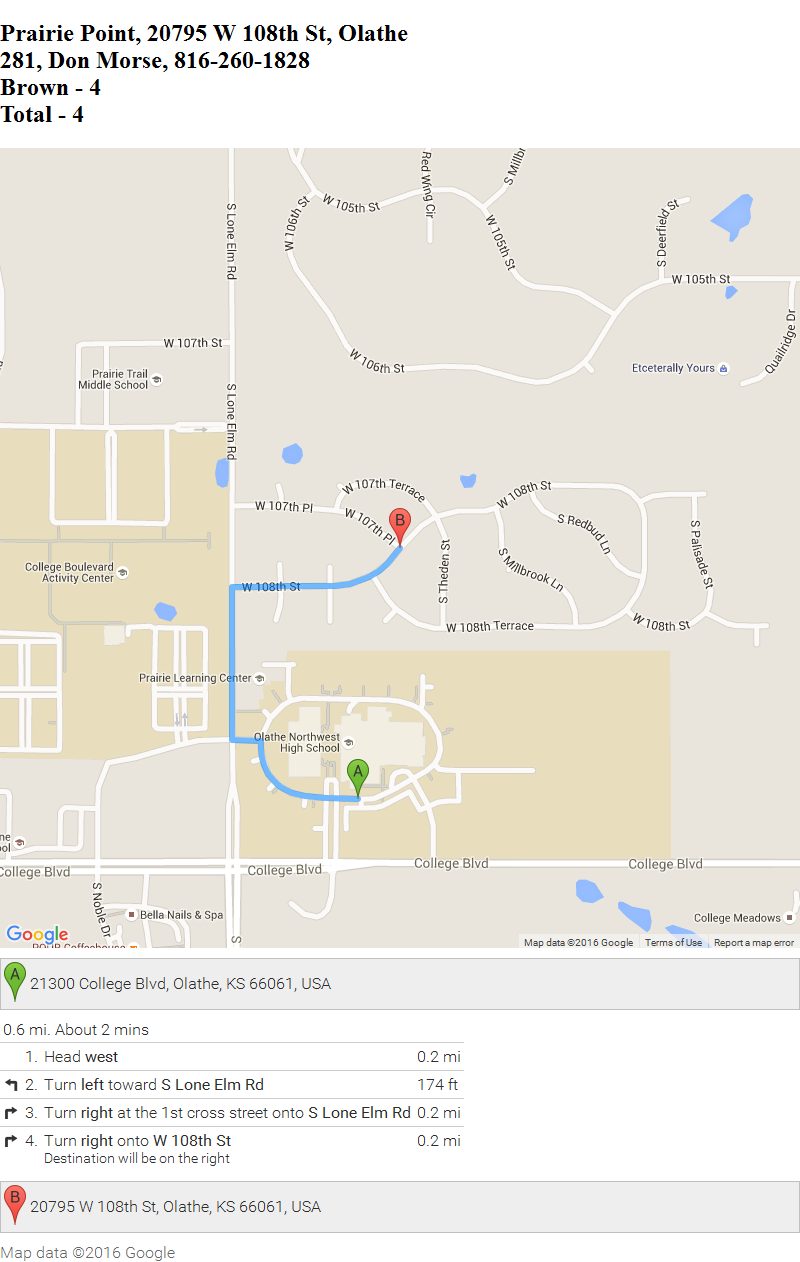 Prairie Point, 20795 W 108th St, Olathe
281, Don Morse, 816-260-1828
Brown - 4
Total - 4
S Lone Elm Rd
W 106th St
W 105th St
Red Wing Cir
S Millbr
W 105th St
S Deerfield St
W 105th St
Quailridge Dr
W 107th St
Prairie Trail
Middle School
W 106th St
Etceterally Yours
S Lone Elm Rd
W 107th Terrace
W 107th Pl
W 107th Pl
B
W 108th St
S Redbud Ln
S Palisade St
College Boulevard
Activity Center
S Theden St
S Millbrook Ln
W 108th St
W 108th Terrace
W 108th St
Prairie Learning Center
Olathe Northwest
High School
A
ne
ool
College Blvd
College Blvd
College Blvd
College Blvd
S Noble Dr
Bella Nails & Spa
S
College Meadows
POUR Coffeehouse
Google
Map data ©2016 Google
Terms of Use
Report a map error
A 21300 College Blvd, Olathe, KS 66061, USA
0.6 mi. About 2 mins
1. Head west 0.2 mi
2. Turn left toward S Lone Elm Rd 174 ft
3. Turn right at the 1st cross street onto S Lone Elm Rd 0.2 mi
4. Turn right onto W 108th St 0.2 mi
Destination will be on the right
B 20795 W 108th St, Olathe, KS 66061, USA
Map data ©2016 Google